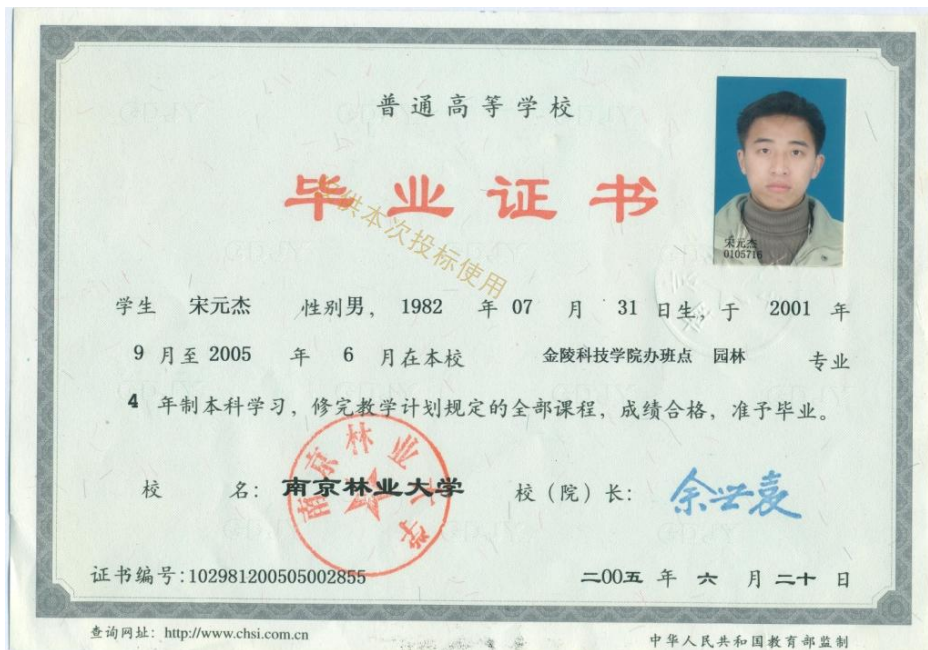 普通高等学校
毕业证书
仅供本次投标使用
宋元杰
0105716
学生 宋元杰 性别男，1982 年 07 月 31 日生，于 2001 年
9 月至 2005 年 6 月在本校 金陵科技学院办班点 园林 专业
4 年制本科学习，修完教学计划规定的全部课程，成绩合格，准予毕业。
南京林业大学
校 名：南京林业大学 校（院）长：余世袁
证书编号：102981200505002855 二00五 年 六 月 二十 日
查询网址：http://www.chsi.com.cn 中华人民共和国教育部监制